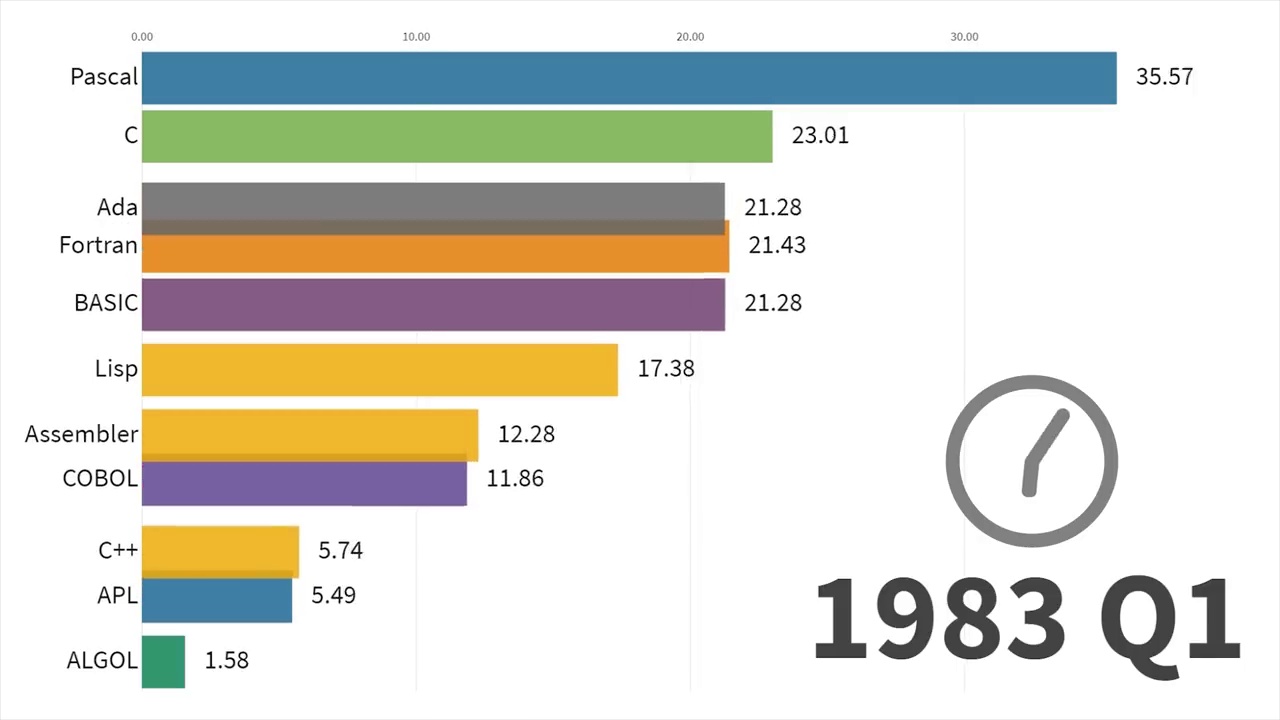 0.00 10.00 20.00 30.00
Pascal 35.57
C 23.01
Ada 21.28
Fortran 21.43
BASIC 21.28
Lisp 17.38
Assembler 12.28
COBOL 11.86
C++ 5.74
APL 5.49
ALGOL 1.58
1983 Q1